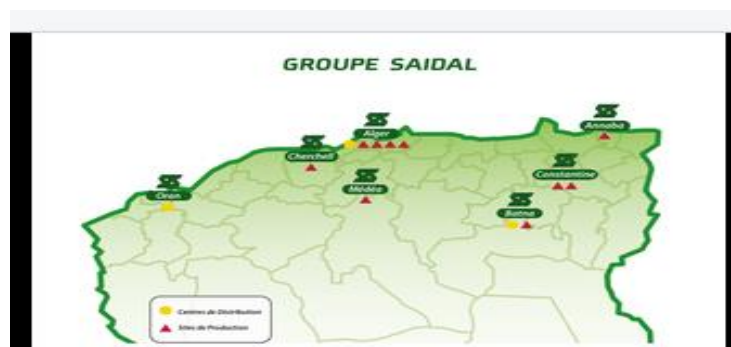 GROUPE SAIDAL
Alger
Annaba
Cherchell
Constantine
Médéa
Oran
Batna
Centres de Distribution
Sites de Production